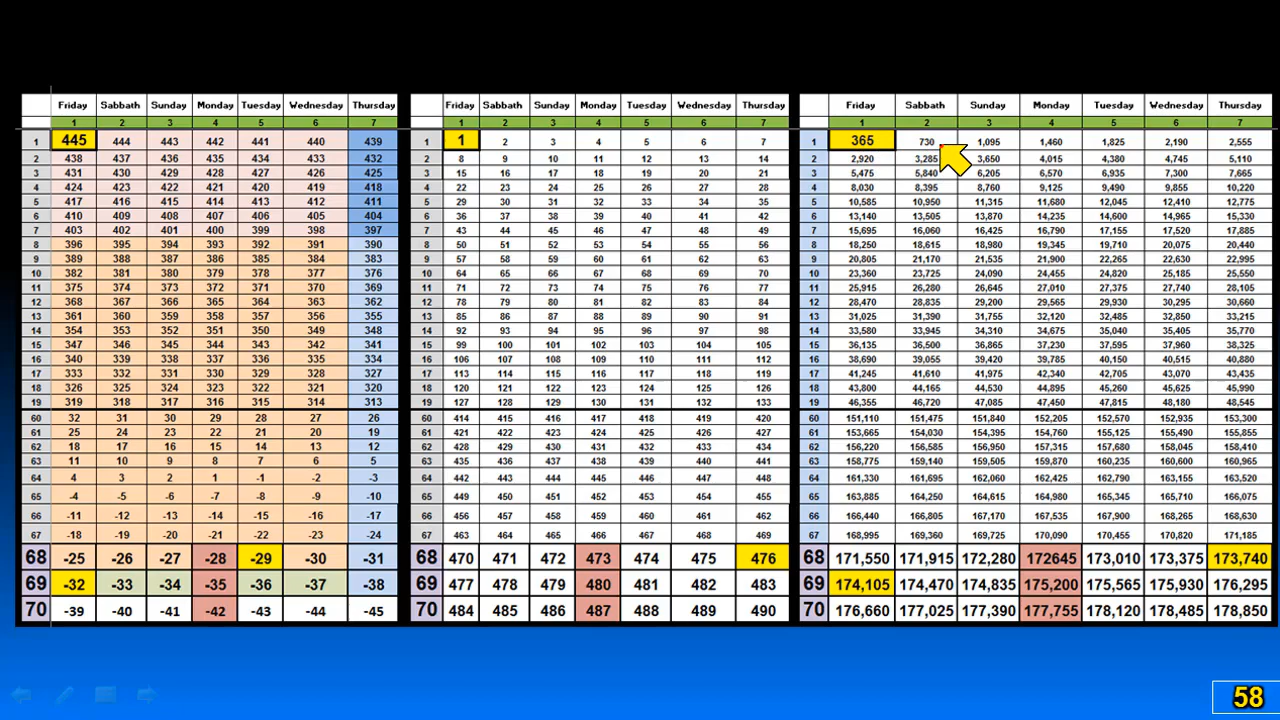 Friday Sabbath Sunday Monday Tuesday Wednesday Thursday Friday Sabbath Sunday Monday Tuesday Wednesday Thursday Friday Sabbath Sunday Monday Tuesday Wednesday Thursday
1 2 3 4 5 6 7 1 2 3 4 5 6 7 1 2 3 4 5 6 7
1 445 444 443 442 441 440 439 1 1 2 3 4 5 6 7 1 365 730 1,095 1,460 1,825 2,190 2,555
2 438 437 436 435 434 433 432 2 8 9 10 11 12 13 14 2 2,920 3,285 3,650 4,015 4,380 4,745 5,110
3 431 430 429 428 427 426 425 3 15 16 17 18 19 20 21 3 5,475 5,840 6,205 6,570 6,935 7,300 7,665
4 424 423 422 421 420 419 418 4 22 23 24 25 26 27 28 4 8,030 8,395 8,760 9,125 9,490 9,855 10,220
5 417 416 415 414 413 412 411 5 29 30 31 32 33 34 35 5 10,585 10,950 11,315 11,680 12,045 12,410 12,775
6 410 409 408 407 406 405 404 6 36 37 38 39 40 41 42 6 13,140 13,505 13,870 14,235 14,600 14,965 15,330
7 403 402 401 400 399 398 397 7 43 44 45 46 47 48 49 7 15,695 16,060 16,425 16,790 17,155 17,520 17,885
8 396 395 394 393 392 391 390 8 50 51 52 53 54 55 56 8 18,250 18,615 18,980 19,345 19,710 20,075 20,440
9 389 388 387 386 385 384 383 9 57 58 59 60 61 62 63 9 20,805 21,170 21,535 21,900 22,265 22,630 22,995
10 382 381 380 379 378 377 376 10 64 65 66 67 68 69 70 10 23,360 23,725 24,090 24,455 24,820 25,185 25,550
11 375 374 373 372 371 370 369 11 71 72 73 74 75 76 77 11 25,915 26,280 26,645 27,010 27,375 27,740 28,105
12 368 367 366 365 364 363 362 12 78 79 80 81 82 83 84 12 28,470 28,835 29,200 29,565 29,930 30,295 30,660
13 361 360 359 358 357 356 355 13 85 86 87 88 89 90 91 13 31,025 31,390 31,755 32,120 32,485 32,850 33,215
14 354 353 352 351 350 349 348 14 92 93 94 95 96 97 98 14 33,580 33,945 34,310 34,675 35,040 35,405 35,770
15 347 346 345 344 343 342 341 15 99 100 101 102 103 104 105 15 36,135 36,500 36,865 37,230 37,595 37,960 38,325
16 340 339 338 337 336 335 334 16 106 107 108 109 110 111 112 16 38,690 39,055 39,420 39,785 40,150 40,515 40,880
17 333 332 331 330 329 328 327 17 113 114 115 116 117 118 119 17 41,245 41,610 41,975 42,340 42,705 43,070 43,435
18 326 325 324 323 322 321 320 18 120 121 122 123 124 125 126 18 43,800 44,165 44,530 44,895 45,260 45,625 45,990
19 319 318 317 316 315 314 313 19 127 128 129 130 131 132 133 19 46,355 46,720 47,085 47,450 47,815 48,180 48,545
60 32 31 30 29 28 27 26 60 414 415 416 417 418 419 420 60 151,110 151,475 151,840 152,205 152,570 152,935 153,300
61 25 24 23 22 21 20 19 61 421 422 423 424 425 426 427 61 153,665 154,030 154,395 154,760 155,125 155,490 155,855
62 18 17 16 15 14 13 12 62 428 429 430 431 432 433 434 62 156,220 156,585 156,950 157,315 157,680 158,045 158,410
63 11 10 9 8 7 6 5 63 435 436 437 438 439 440 441 63 158,775 159,140 159,505 159,870 160,235 160,600 160,965
64 4 3 2 1 -1 -2 -3 64 442 443 444 445 446 447 448 64 161,330 161,695 162,060 162,425 162,790 163,155 163,520
65 -4 -5 -6 -7 -8 -9 -10 65 449 450 451 452 453 454 455 65 163,885 164,250 164,615 164,980 165,345 165,710 166,075
66 -11 -12 -13 -14 -15 -16 -17 66 456 457 458 459 460 461 462 66 166,440 166,805 167,170 167,535 167,900 168,265 168,630
67 -18 -19 -20 -21 -22 -23 -24 67 463 464 465 466 467 468 469 67 168,995 169,360 169,725 170,090 170,455 170,820 171,185
68 -25 -26 -27 -28 -29 -30 -31 68 470 471 472 473 474 475 476 68 171,550 171,915 172,280 172645 173,010 173,375 173,740
69 -32 -33 -34 -35 -36 -37 -38 69 477 478 479 480 481 482 483 69 174,105 174,470 174,835 175,200 175,565 175,930 176,295
70 -39 -40 -41 -42 -43 -44 -45 70 484 485 486 487 488 489 490 70 176,660 177,025 177,390 177,755 178,120 178,485 178,850
58